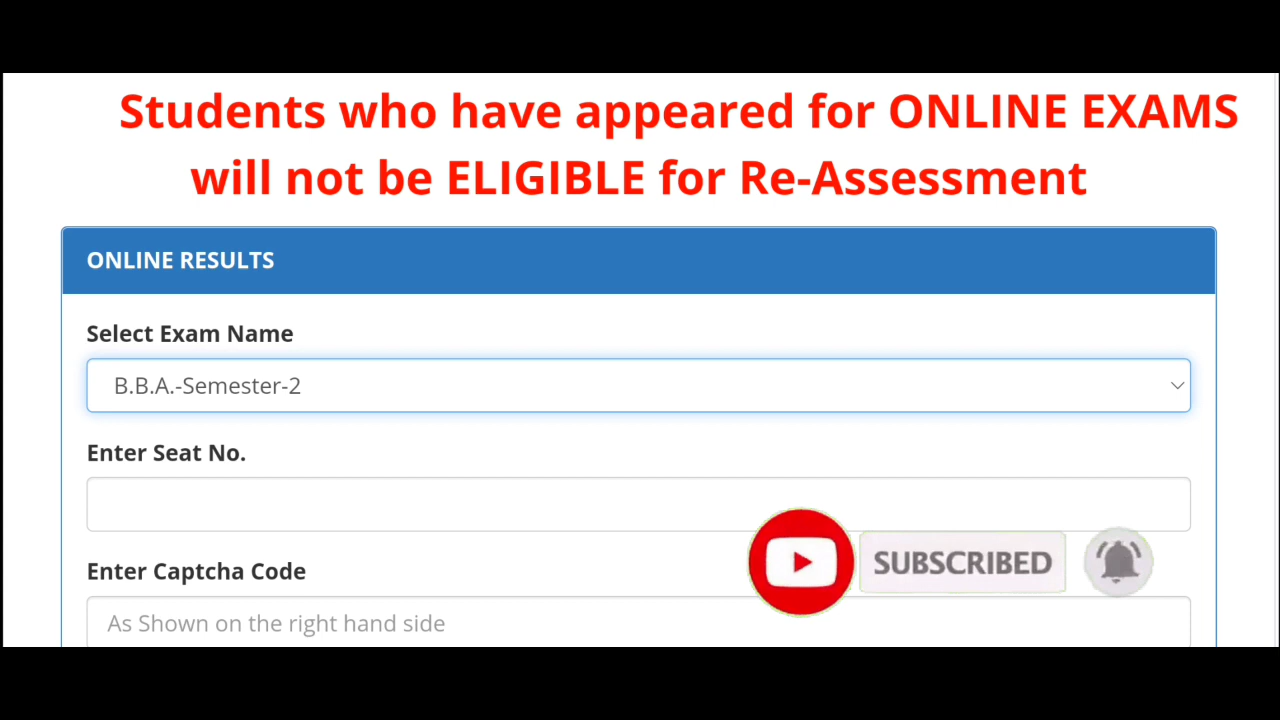 Students who have appeared for ONLINE EXAMS
will not be ELIGIBLE for Re-Assessment
ONLINE RESULTS
Select Exam Name
B.B.A.-Semester-2
Enter Seat No.
SUBSCRIBED
Enter Captcha Code
As Shown on the right hand side